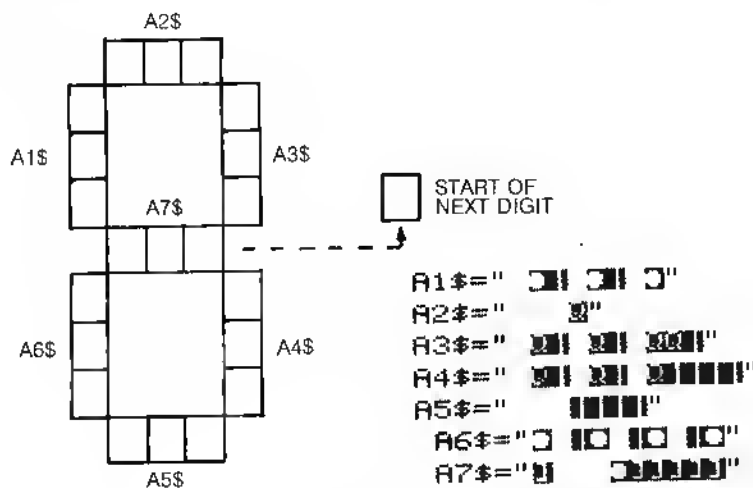 A2$
A1$
A3$
A7$
START OF
NEXT DIGIT
A6$
A4$
A5$
A1$="
A2$="
A3$="
A4$="
A5$="
A6$="
A7$="